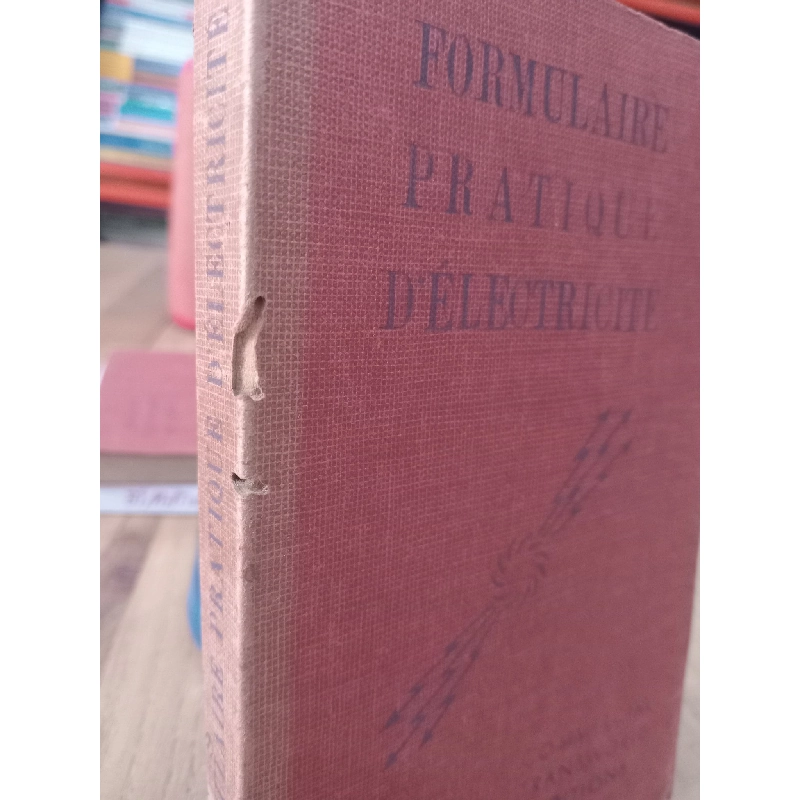 FORMULAIRE
PRATIQUE
D'ÉLECTRICITÉ
PRATIQUE D'ÉLECTRICITÉ